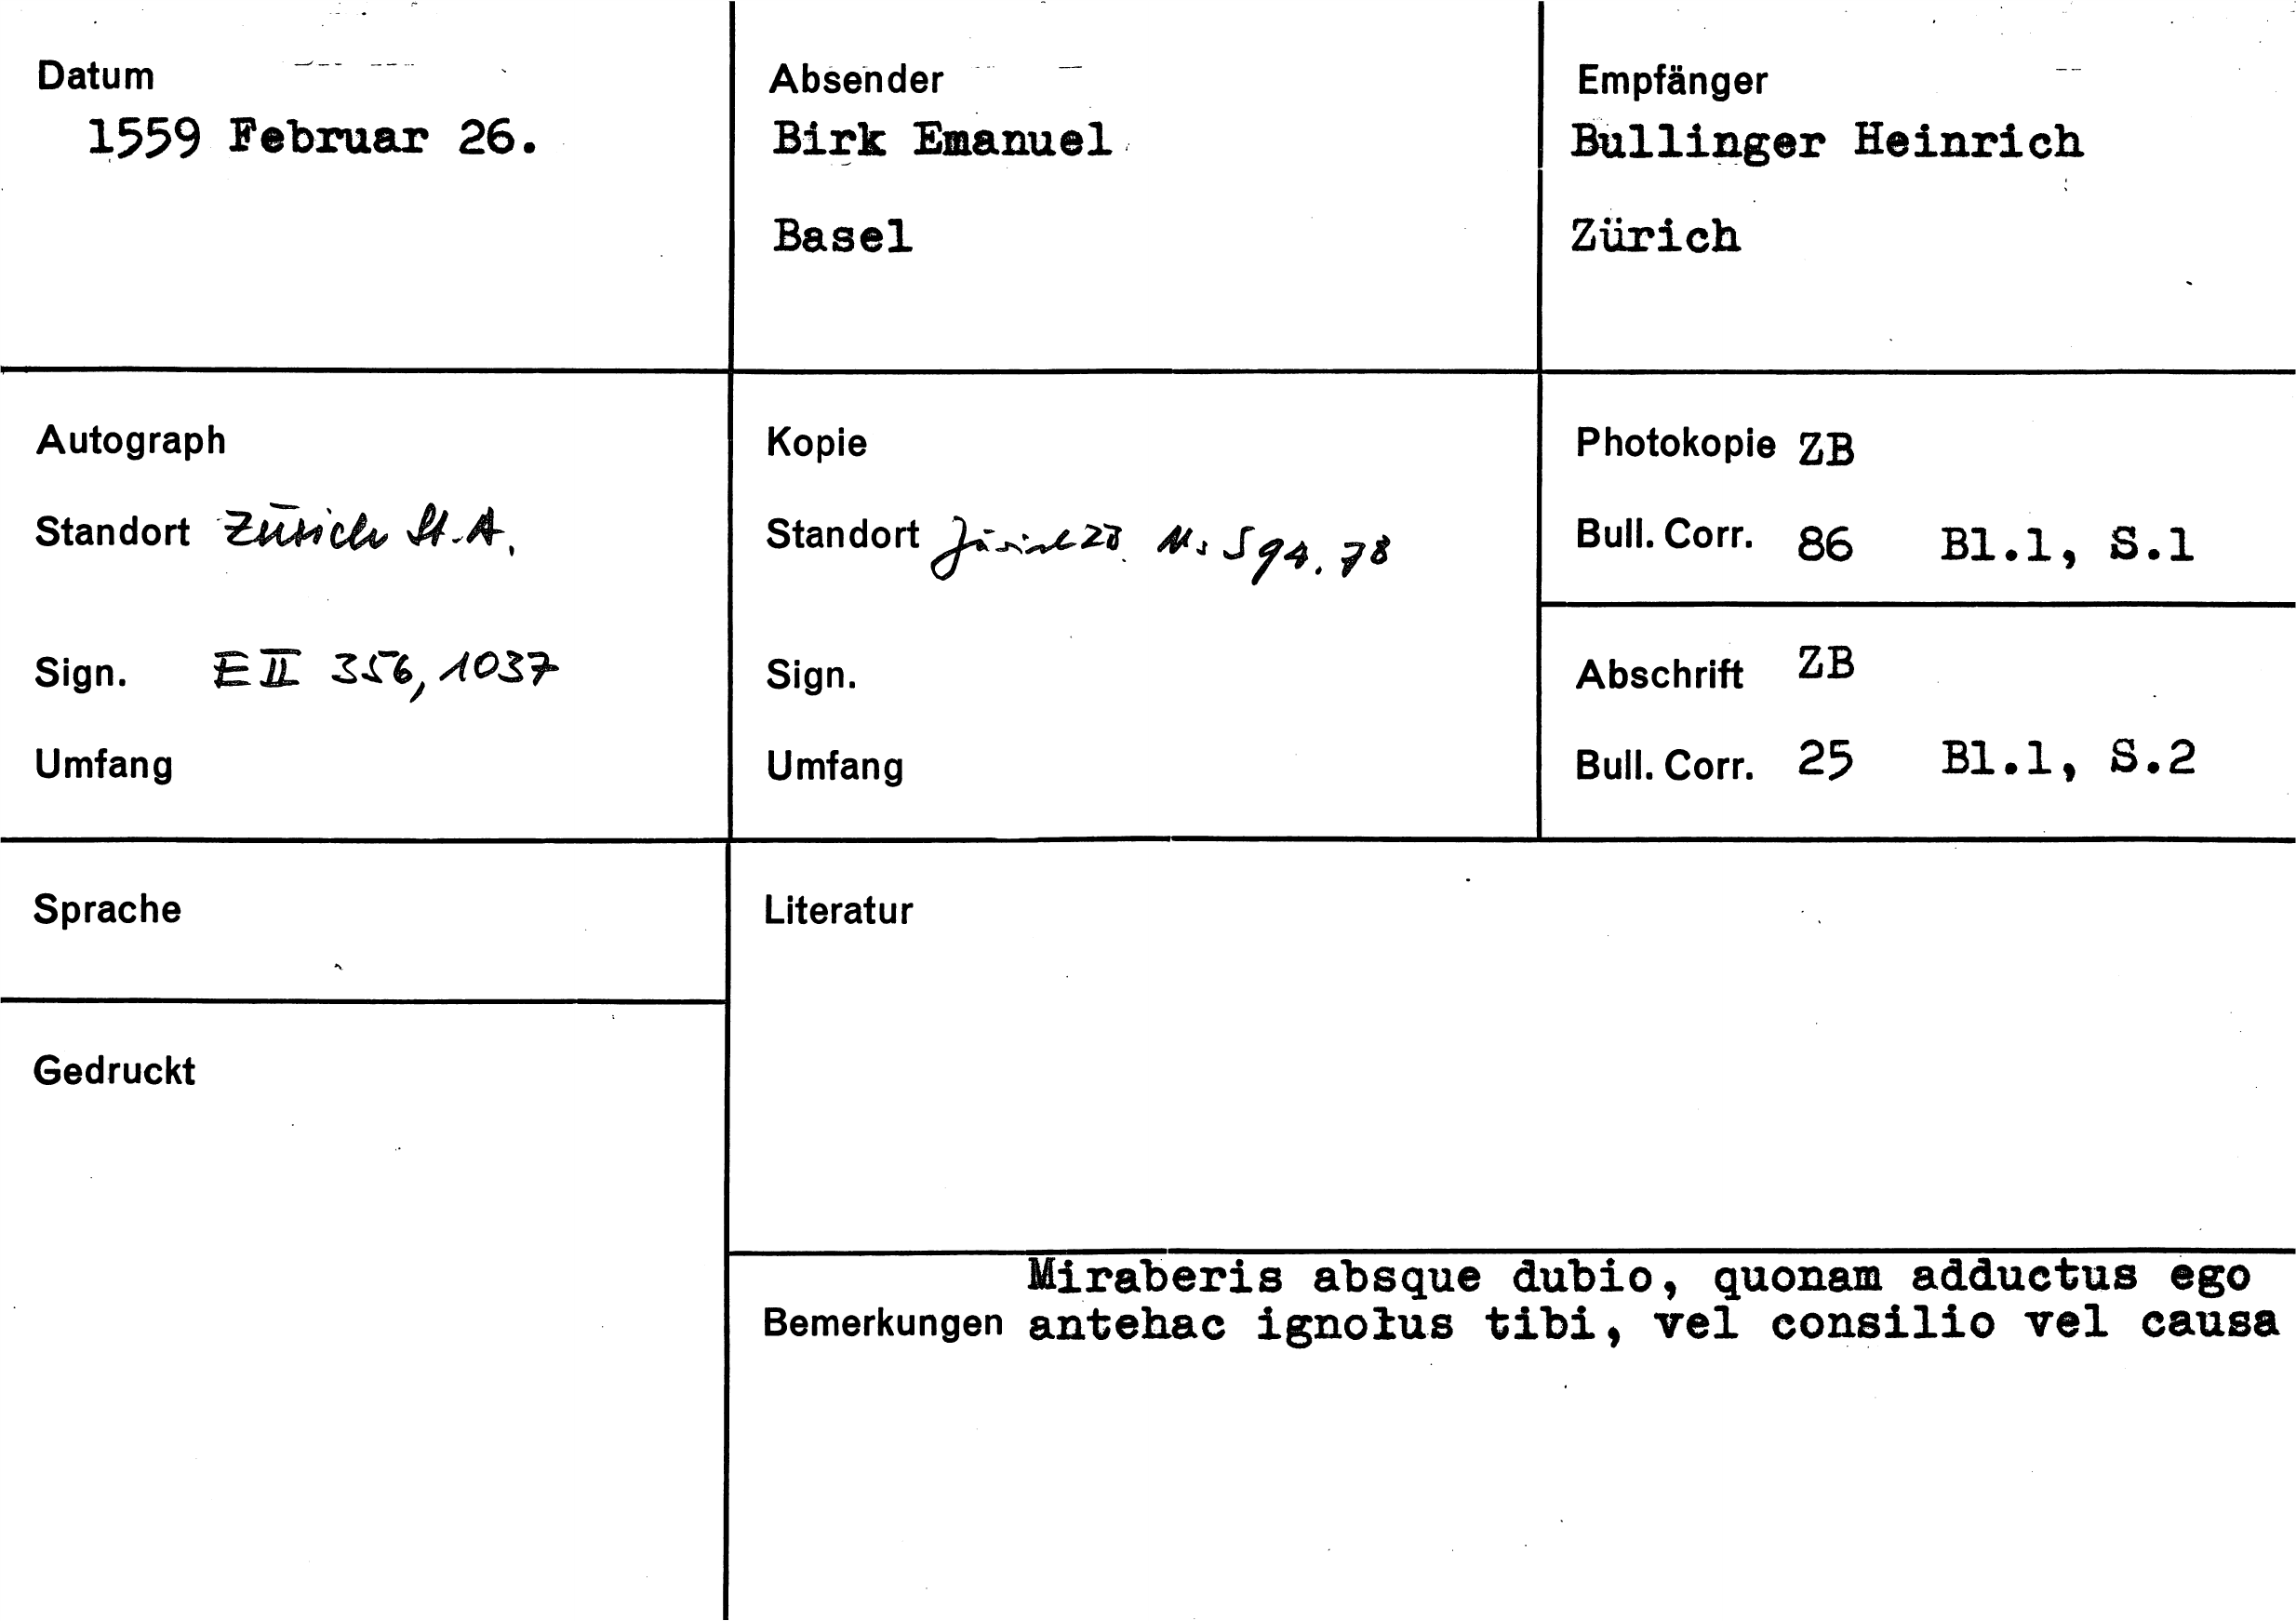 Datum
1559 Februar 26.
Absender
Birk Emanuel
Basel
Empfänger
Bullinger Heinrich
Zürich
Autograph
Standort Zürich St.A.
Sign. E II 356, 1037
Umfang
Kopie
Standort Zürich ZB Ms S 94. 78
Sign.
Umfang
Photokopie ZB
Bull. Corr. 86 Bl.1, S.1
Abschrift ZB
Bull. Corr. 25 Bl.1, S.2
Sprache
Gedruckt
Literatur
Miraberis absque dubio, quonam adductus ego
Bemerkungen antehac ignotus tibi, vel consilio vel causa